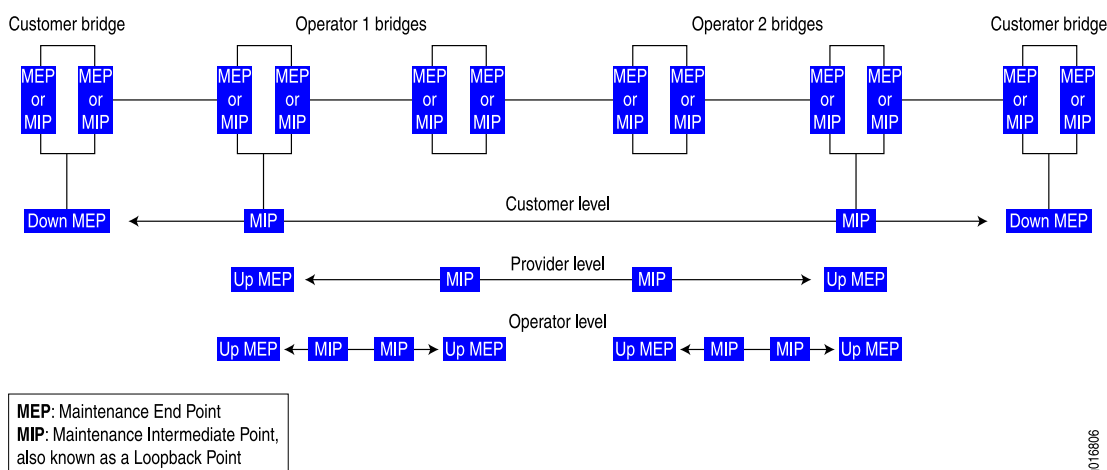 Customer bridge Operator 1 bridges Operator 2 bridges Customer bridge
MEP MEP MEP MEP MEP MEP MEP MEP MEP MEP MEP MEP
or or or or or or or or or or or or
MIP MIP MIP MIP MIP MIP MIP MIP MIP MIP MIP MIP
Customer level
Down MEP MIP MIP Down MEP
Provider level
Up MEP MIP MIP Up MEP
Operator level
Up MEP MIP MIP Up MEP Up MEP MIP MIP Up MEP
MEP: Maintenance End Point
MIP: Maintenance Intermediate Point,
also known as a Loopback Point
016806